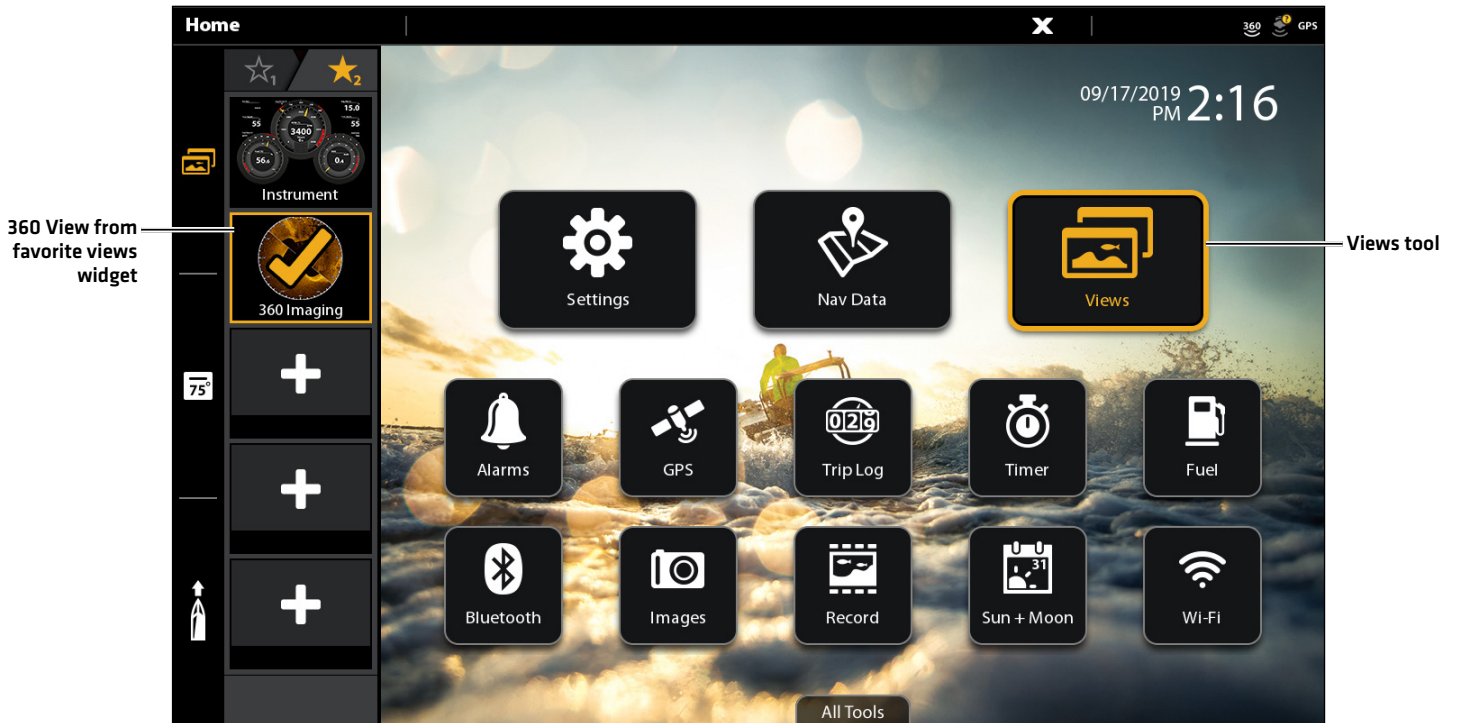 Home
360
?
GPS
1
2
15.0
55
55
3400
56.6
0.4
Instrument
360 Imaging
75°
360 View from
favorite views
widget
09/17/2019
PM
2:16
Settings
Nav Data
Views
Views tool
029
Alarms
GPS
Trip Log
Timer
Fuel
31
Bluetooth
Images
Record
Sun + Moon
Wi-Fi
All Tools